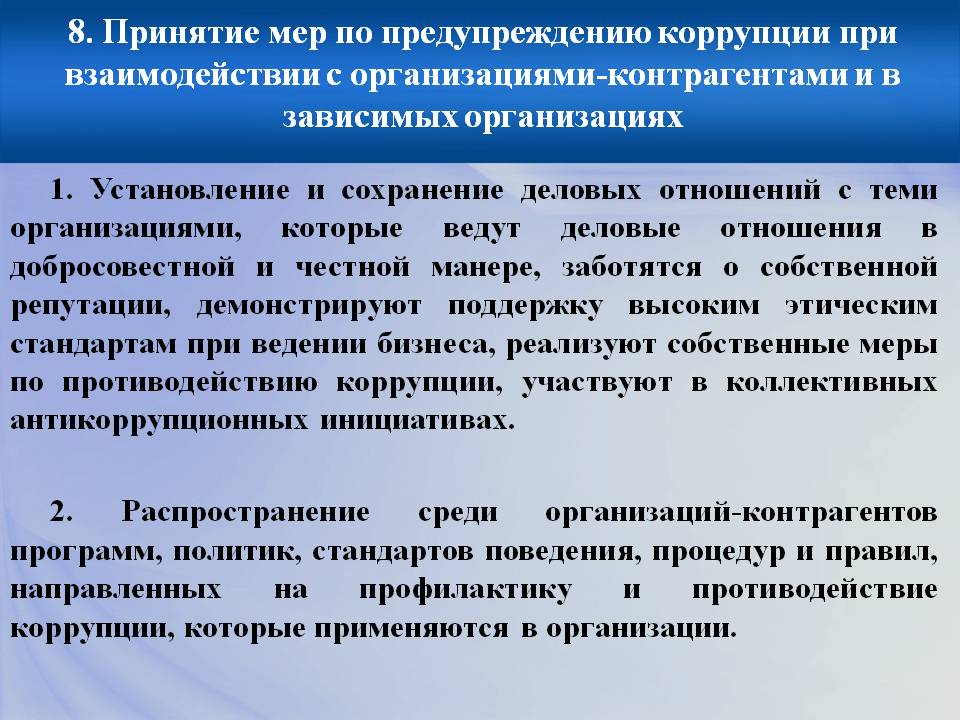 8. Принятие мер по предупреждению коррупции при
взаимодействии с организациями-контрагентами и в
зависимых организациях
1. Установление и сохранение деловых отношений с теми
организациями, которые ведут деловые отношения в
добросовестной и честной манере, заботятся о собственной
репутации, демонстрируют поддержку высоким этическим
стандартам при ведении бизнеса, реализуют собственные меры
по противодействию коррупции, участвуют в коллективных
антикоррупционных инициативах.
2. Распространение среди организаций-контрагентов
программ, политик, стандартов поведения, процедур и правил,
направленных на профилактику и противодействие
коррупции, которые применяются в организации.